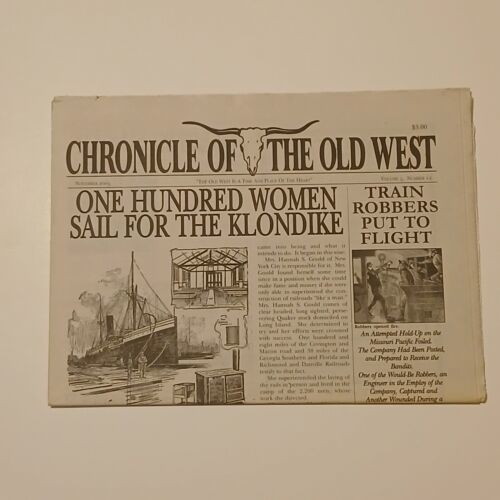 $3.00
CHRONICLE OF THE OLD WEST
NOVEMBER 2005
"THE OLD WEST IS A TIME AND PLACE OF THE HEART"
VOLUME 5, NUMBER 12
ONE HUNDRED WOMEN
SAIL FOR THE KLONDIKE
came into being and what it
intends to do. It began in this wise:
Mrs. Hannah S. Gould of New
York City is responsible for it. Mrs.
Gould found herself some time
since in a position where she could
make fame and money if she were
only able to superintend the con-
struction of railroads "like a man."
Mrs. Hannah S. Gould comes of
clear headed, long sighted, perse-
vering Quaker stock domiciled on
Long Island. She determined to
try and her efforts were crowned
with success. One hundred and
eight miles of the Covington and
Macon road and 38 miles of the
Georgia Southern and Florida and
Richmond and Danville Railroads
testify to that fact.
She superintended the laying of
the rails in person and lived in the
camp of the 2,200 men, whose
work she directed.
TRAIN
ROBBERS
PUT TO
FLIGHT
Robbers opened fire.
An Attempted Hold-Up on the
Missouri Pacific Foiled.
The Company Had Been Posted,
and Prepared to Receive the
Bandits.
One of the Would-Be Robbers, an
Engineer in the Employ of the
Company, Captured and
Another Wounded During a